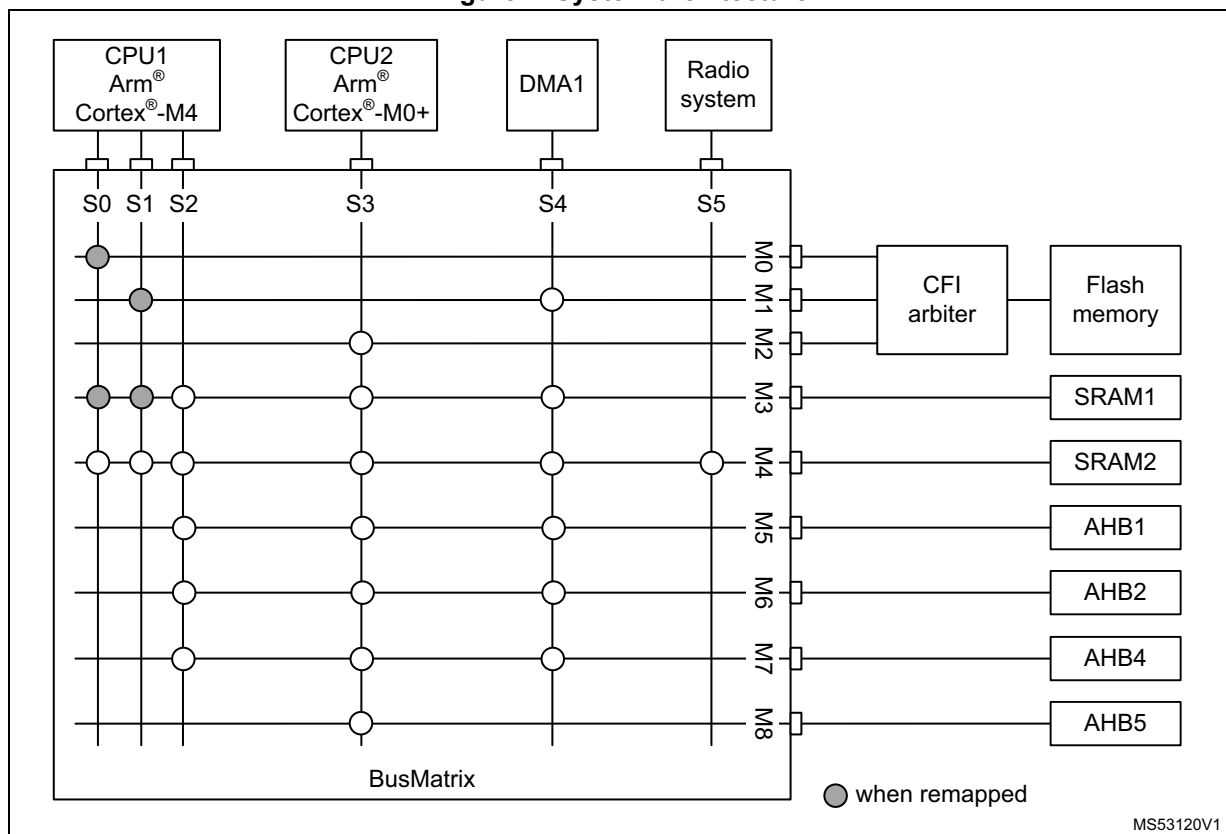 CPU1
Arm®
Cortex®-M4
CPU2
Arm®
Cortex®-M0+
DMA1
Radio
system
S0 S1 S2 S3 S4 S5
M0
M1
M2
M3
M4
M5
M6
M7
M8
CFI
arbiter
Flash
memory
SRAM1
SRAM2
AHB1
AHB2
AHB4
AHB5
BusMatrix
when remapped
MS53120V1